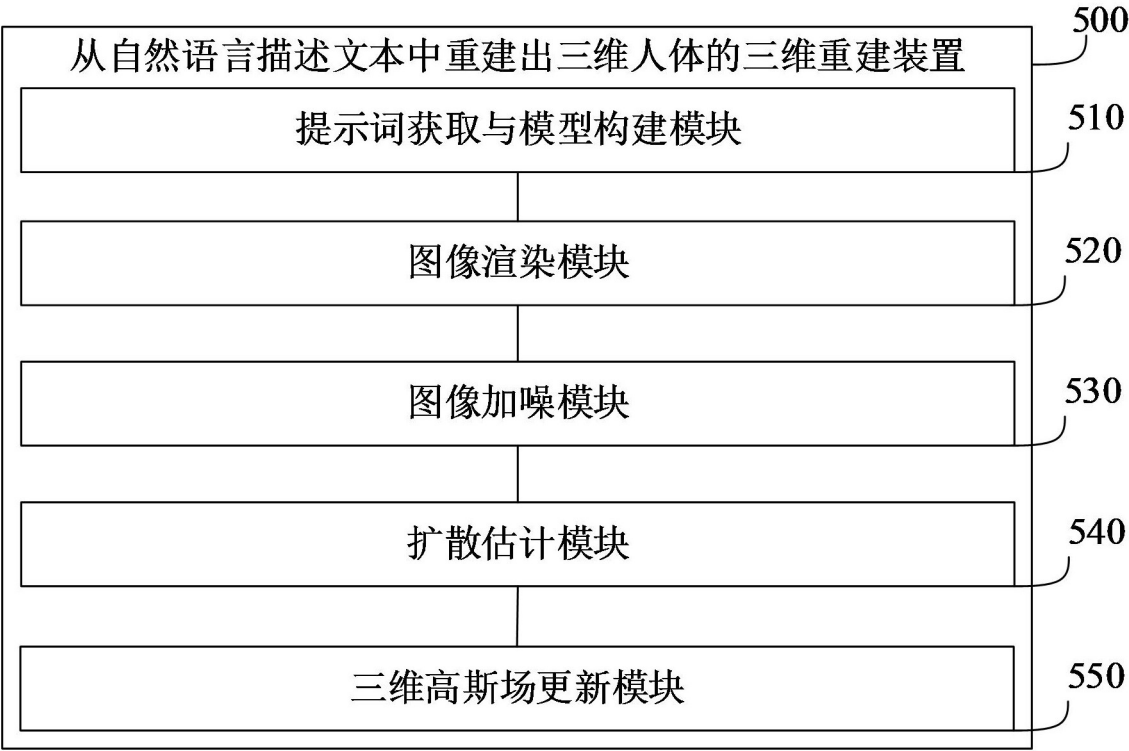 500
从自然语言描述文本中重建出三维人体的三维重建装置
提示词获取与模型构建模块
510
图像渲染模块
520
图像加噪模块
530
扩散估计模块
540
三维高斯场更新模块
550